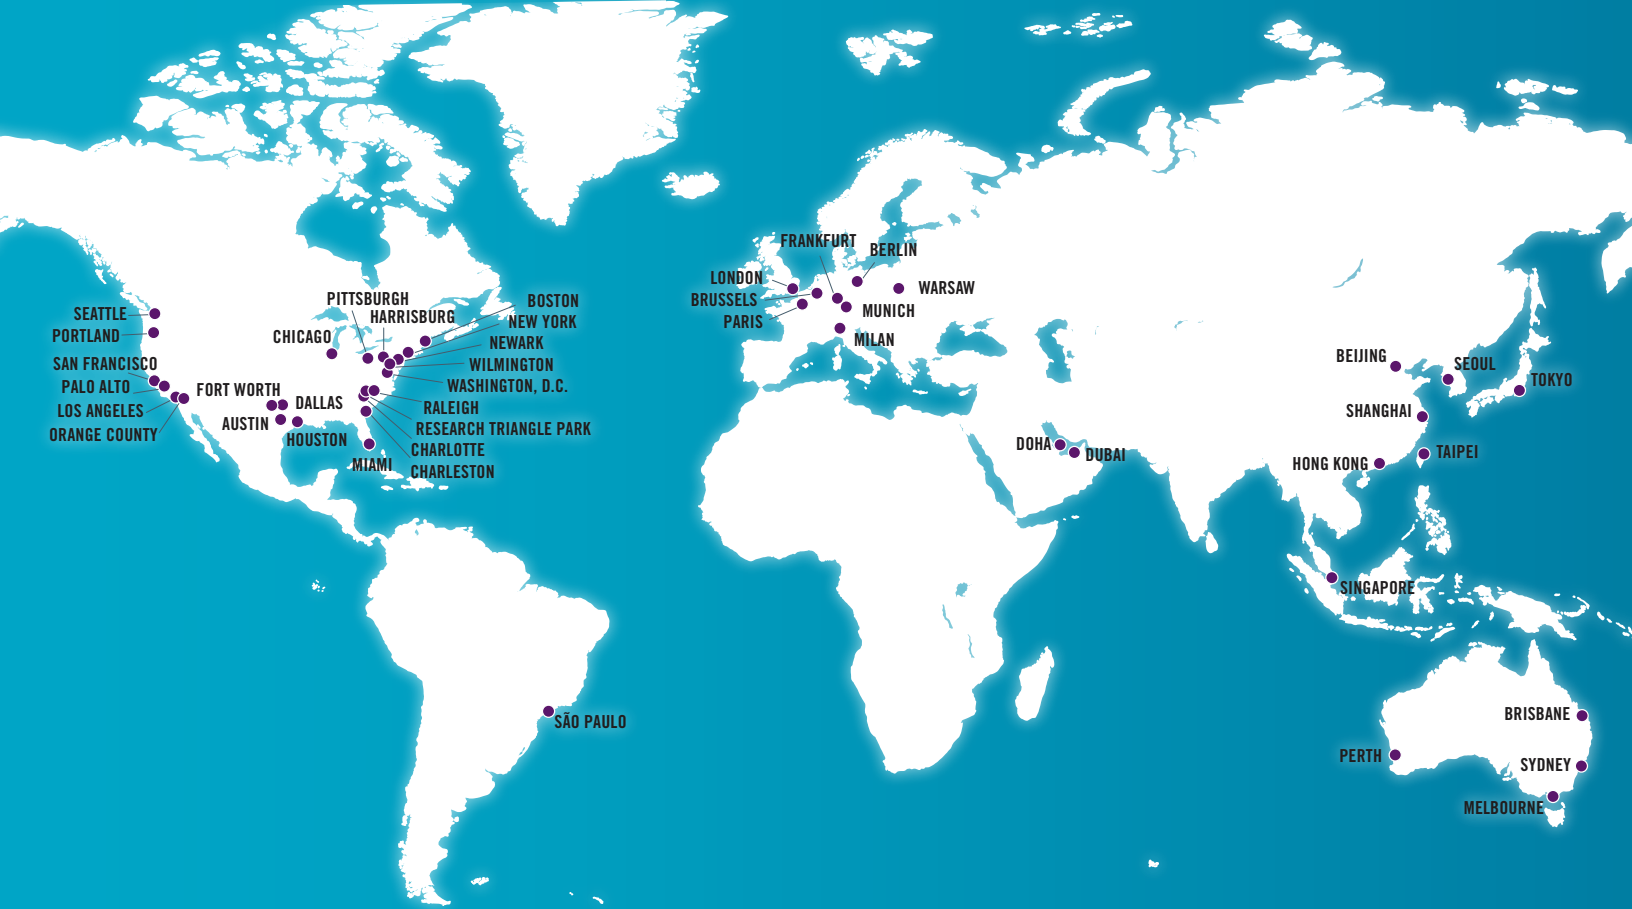 FRANKFURT
BERLIN
LONDON
BRUSSELS
WARSAW
PARIS
MUNICH
MILAN
SEATTLE
PORTLAND
SAN FRANCISCO
PALO ALTO
LOS ANGELES
ORANGE COUNTY
PITTSBURGH
HARRISBURG
CHICAGO
FORT WORTH
DALLAS
AUSTIN
HOUSTON
MIAMI
BOSTON
NEW YORK
NEWARK
WILMINGTON
WASHINGTON, D.C.
RALEIGH
RESEARCH TRIANGLE PARK
CHARLOTTE
CHARLESTON
BEIJING
SEOUL
TOKYO
SHANGHAI
TAIPEI
HONG KONG
DOHA
DUBAI
SINGAPORE
SÃO PAULO
BRISBANE
PERTH
SYDNEY
MELBOURNE